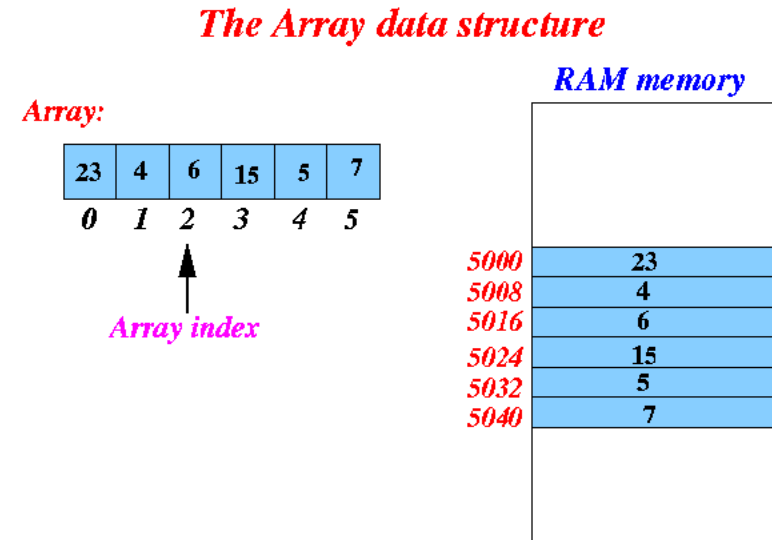 The Array data structure
RAM memory
Array:
23 4 6 15 5 7
0 1 2 3 4 5
Array index
5000 23
5008 4
5016 6
5024 15
5032 5
5040 7